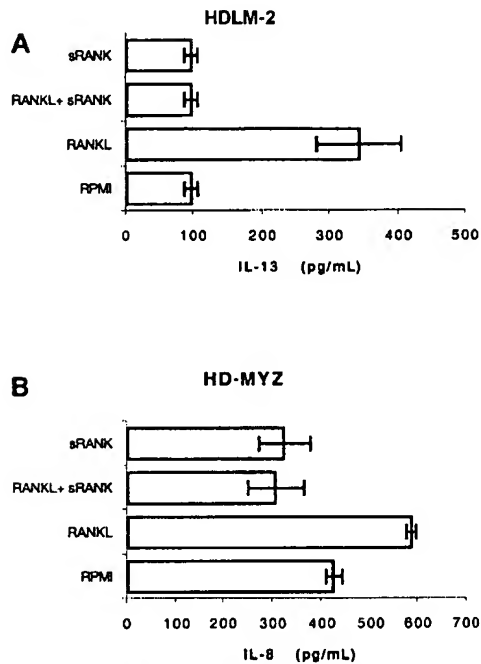 HDLM-2
A
sRANK
RANKL+ sRANK
RANKL
RPMI
0 100 200 300 400 500
IL-13 (pg/mL)
HD-MYZ
B
sRANK
RANKL+ sRANK
RANKL
RPMI
0 100 200 300 400 500 600 700
IL-8 (pg/mL)